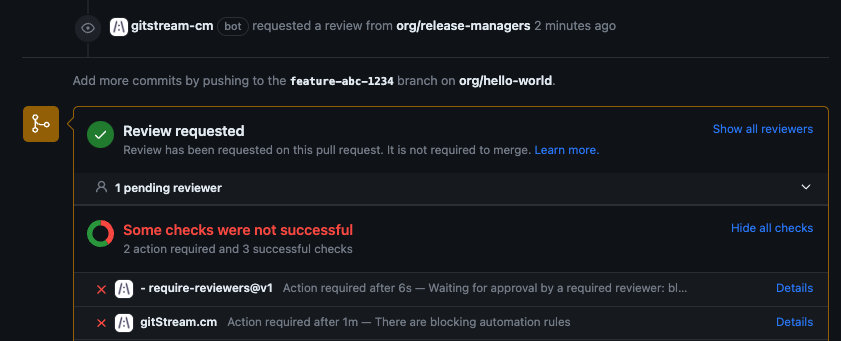 gitstream-cm bot requested a review from org/release-managers 2 minutes ago
Add more commits by pushing to the feature-abc-1234 branch on org/hello-world.
Review requested
Show all reviewers
Review has been requested on this pull request. It is not required to merge. Learn more.
1 pending reviewer
Some checks were not successful
Hide all checks
2 action required and 3 successful checks
- require-reviewers@v1 Action required after 6s — Waiting for approval by a required reviewer: bl... Details
gitStream.cm Action required after 1m — There are blocking automation rules Details